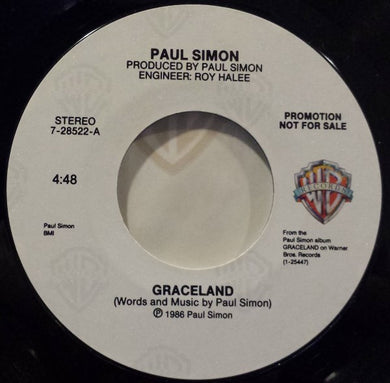 PAUL SIMON
PRODUCED BY PAUL SIMON
ENGINEER: ROY HALEE
STEREO
7-28522-A
PROMOTION
NOT FOR SALE
4:48
WB
RECORDS
Paul Simon
BMI
From the
Paul Simon album
GRACELAND on Warner
Bros. Records
(1-25447)
GRACELAND
(Words and Music by Paul Simon)
℗ 1986 Paul Simon